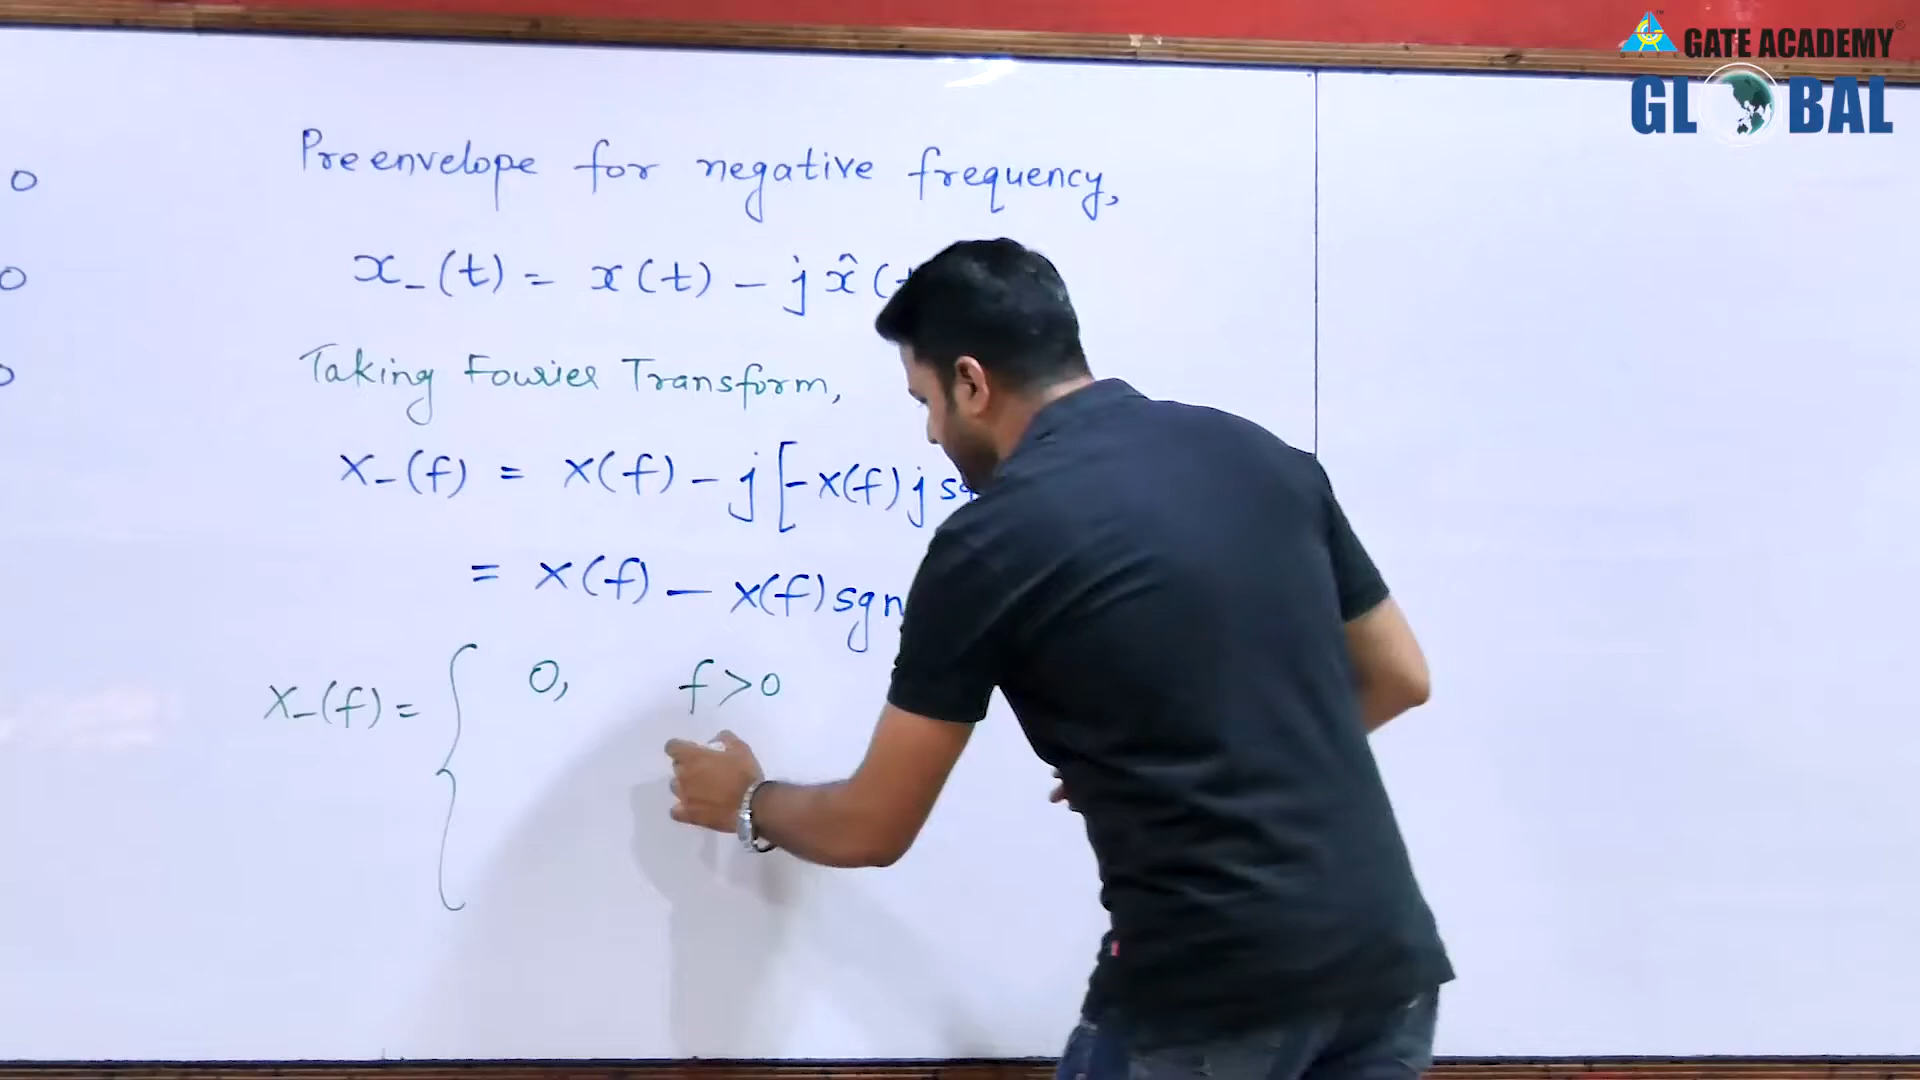 GATE ACADEMY
GLOBAL
0
0
0
Preenvelope for negative frequency,
x_(t) = x(t) - j x̂(t
Taking Fourier Transform,
X_(f) = X(f) - j [-X(f) j sg
= X(f) - X(f) sgn
X_(f) = { 0, f>0